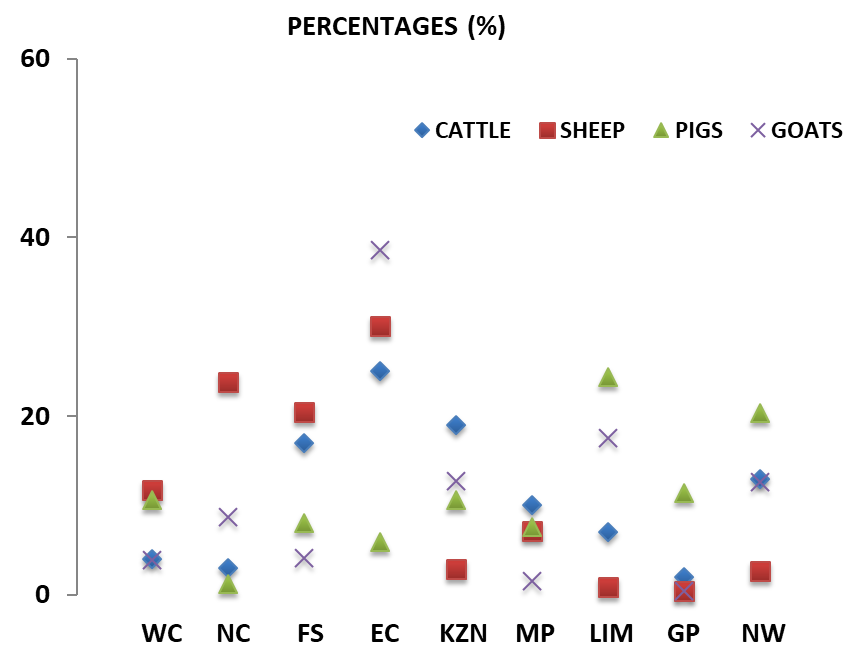 PERCENTAGES (%)
60
CATTLE SHEEP PIGS GOATS
40
20
0
WC NC FS EC KZN MP LIM GP NW